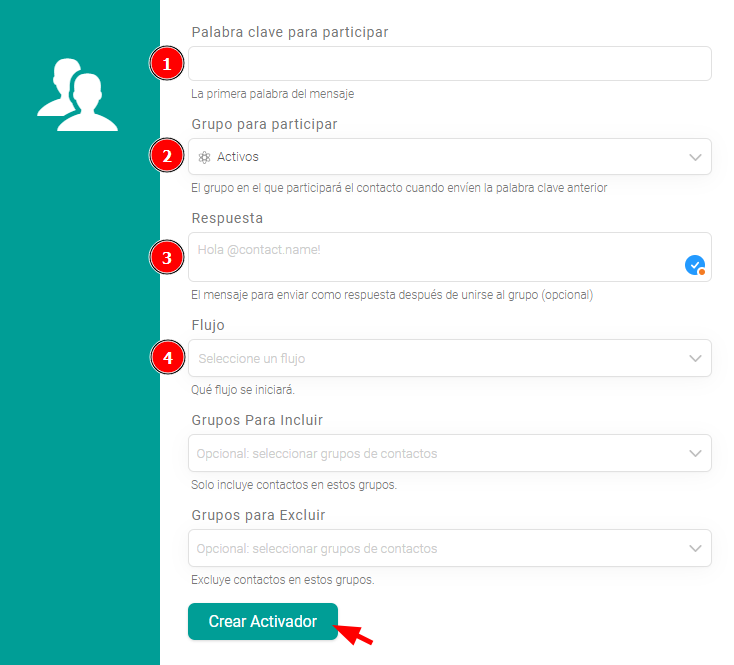 Palabra clave para participar
1
La primera palabra del mensaje
Grupo para participar
2
Activos
El grupo en el que participará el contacto cuando envíen la palabra clave anterior
Respuesta
3
Hola @contact.name!
El mensaje para enviar como respuesta después de unirse al grupo (opcional)
Flujo
4
Seleccione un flujo
Qué flujo se iniciará.
Grupos Para Incluir
Opcional: seleccionar grupos de contactos
Solo incluye contactos en estos grupos.
Grupos para Excluir
Opcional: seleccionar grupos de contactos
Excluye contactos en estos grupos.
Crear Activador